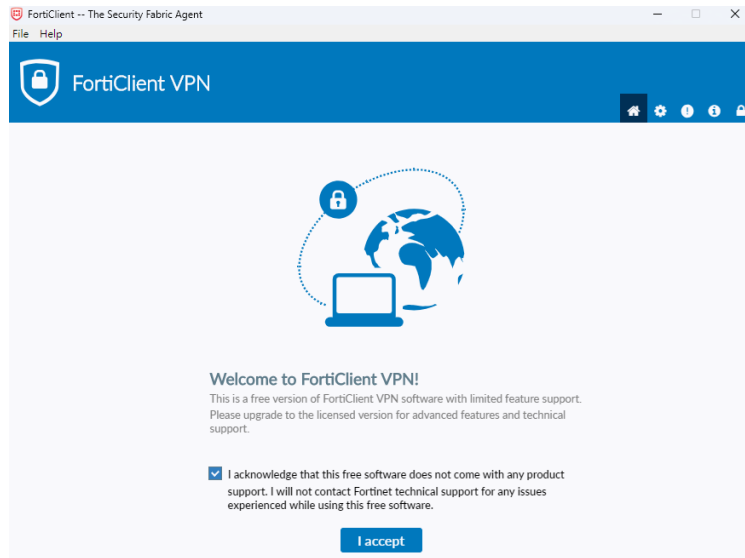 FortiClient -- The Security Fabric Agent
File Help
FortiClient VPN
Welcome to FortiClient VPN!
This is a free version of FortiClient VPN software with limited feature support.
Please upgrade to the licensed version for advanced features and technical
support.
I acknowledge that this free software does not come with any product
support. I will not contact Fortinet technical support for any issues
experienced while using this free software.
I accept